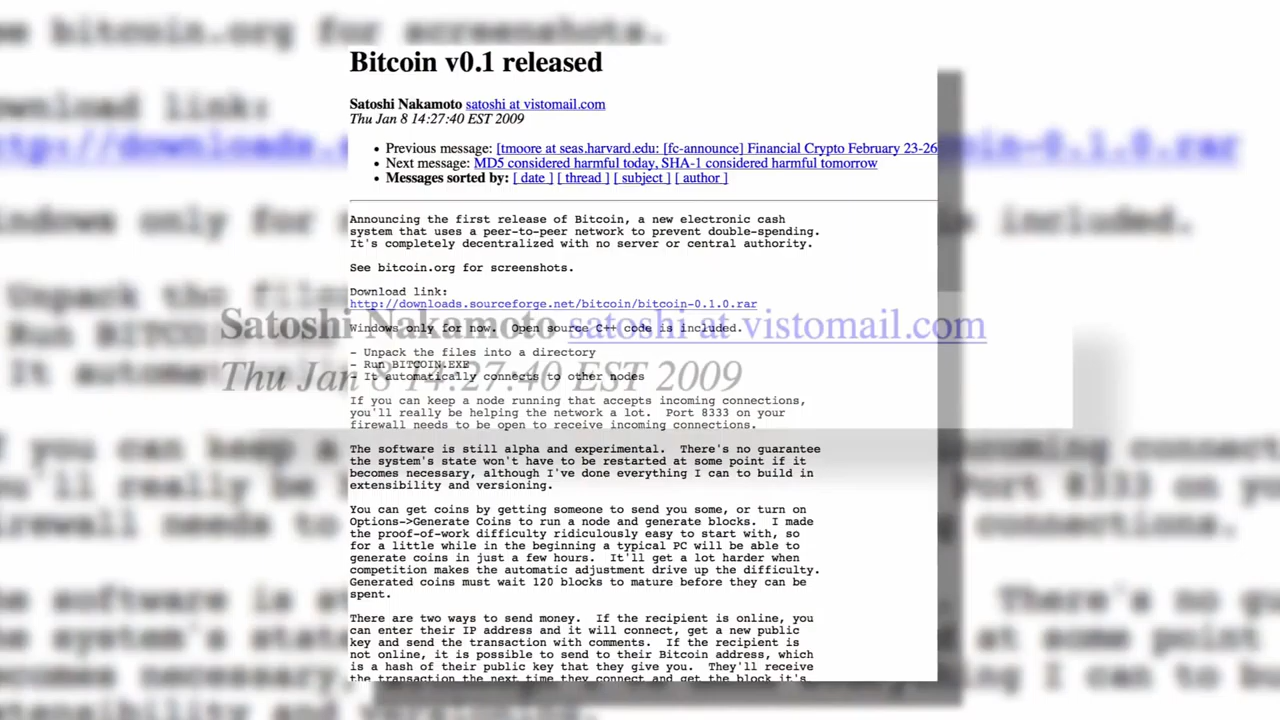 Bitcoin v0.1 released
Satoshi Nakamoto satoshi at vistomail.com
Thu Jan 8 14:27:40 EST 2009
• Previous message: [tmoore at seas.harvard.edu: [fc-announce] Financial Crypto February 23-26
• Next message: MD5 considered harmful today, SHA-1 considered harmful tomorrow
• Messages sorted by: [ date ] [ thread ] [ subject ] [ author ]
Announcing the first release of Bitcoin, a new electronic cash
system that uses a peer-to-peer network to prevent double-spending.
It's completely decentralized with no server or central authority.
See bitcoin.org for screenshots.
Download link:
http://downloads.sourceforge.net/bitcoin/bitcoin-0.1.0.rar
Windows only for now. Open source C++ code is included.
Satoshi Nakamoto satoshi at vistomail.com
- Unpack the files into a directory
- Run BITCOIN.EXE
- It automatically connects to other nodes
Thu Jan 8 14:27:40 EST 2009
If you can keep a node running that accepts incoming connections,
you'll really be helping the network a lot. Port 8333 on your
firewall needs to be open to receive incoming connections.
The software is still alpha and experimental. There's no guarantee
the system's state won't have to be restarted at some point if it
becomes necessary, although I've done everything I can to build in
extensibility and versioning.
You can get coins by getting someone to send you some, or turn on
Options->Generate Coins to run a node and generate blocks. I made
the proof-of-work difficulty ridiculously easy to start with, so
for a little while in the beginning a typical PC will be able to
generate coins in just a few hours. It'll get a lot harder when
competition makes the automatic adjustment drive up the difficulty.
Generated coins must wait 120 blocks to mature before they can be
spent.
There are two ways to send money. If the recipient is online, you
can enter their IP address and it will connect, get a new public
key and send the transaction with comments. If the recipient is
not online, it is possible to send to their Bitcoin address, which
is a hash of their public key that they give you. They'll receive
the transaction the next time they connect and get the block it's